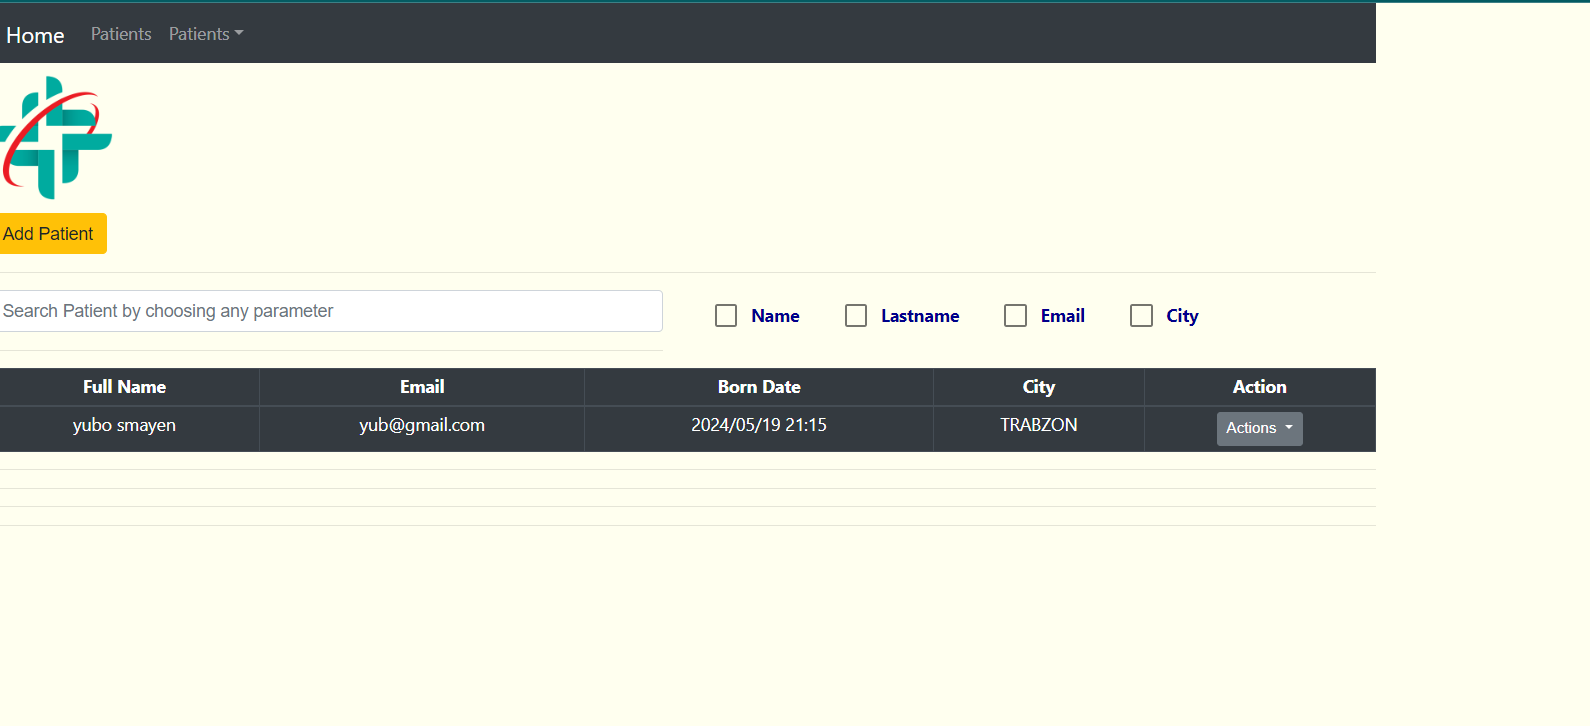 Home Patients Patients
Add Patient
Search Patient by choosing any parameter
Name Lastname Email City
Full Name Email Born Date City Action
yubo smayen yub@gmail.com 2024/05/19 21:15 TRABZON Actions